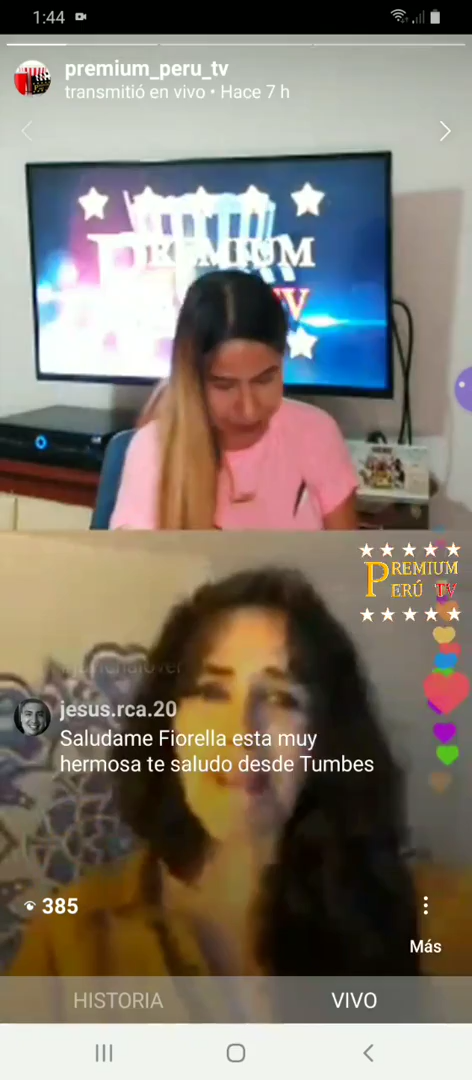 1:44
premium_peru_tv
transmitió en vivo • Hace 7 h
PREMIUM
TV
PREMIUM
PERÚ TV
jesus.rca.20
Saludame Fiorella esta muy
hermosa te saludo desde Tumbes
385
Más
HISTORIA
VIVO